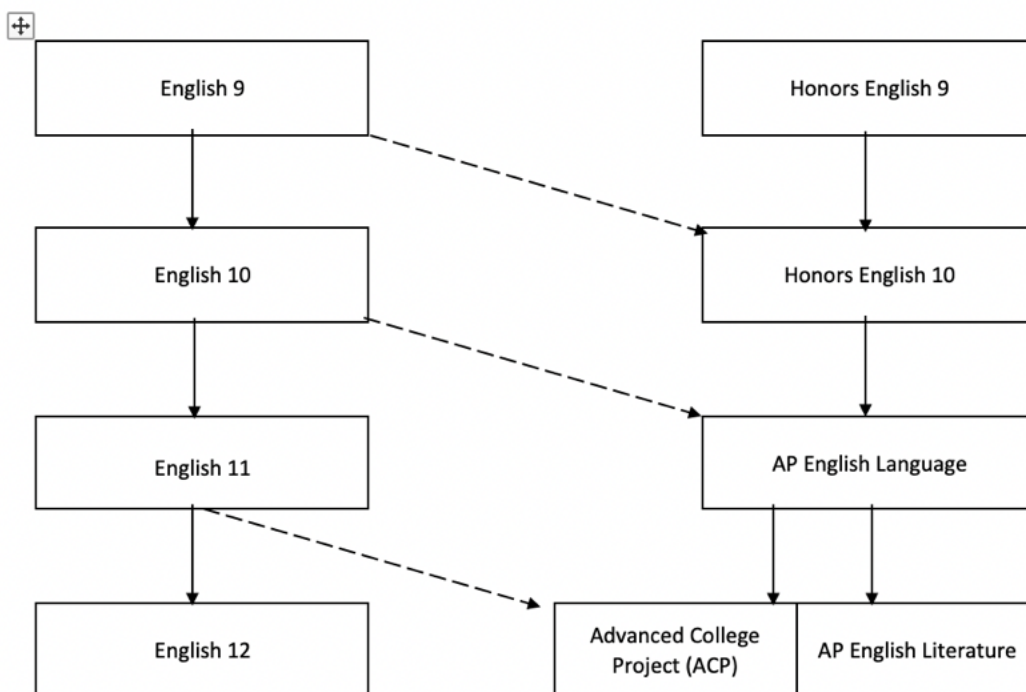 English 9
Honors English 9
English 10
Honors English 10
English 11
AP English Language
English 12
Advanced College
Project (ACP)
AP English Literature